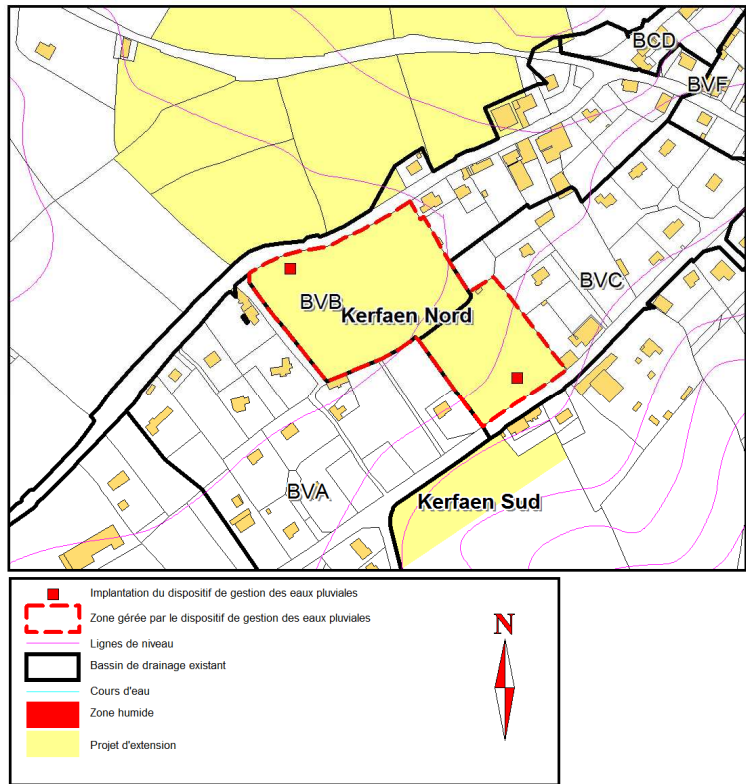 BCD
BVF
BVC
BVB
Kerfaen Nord
BVA
Kerfaen Sud
Implantation du dispositif de gestion des eaux pluviales
Zone gérée par le dispositif de gestion des eaux pluviales
Lignes de niveau
Bassin de drainage existant
Cours d'eau
Zone humide
Projet d'extension
N